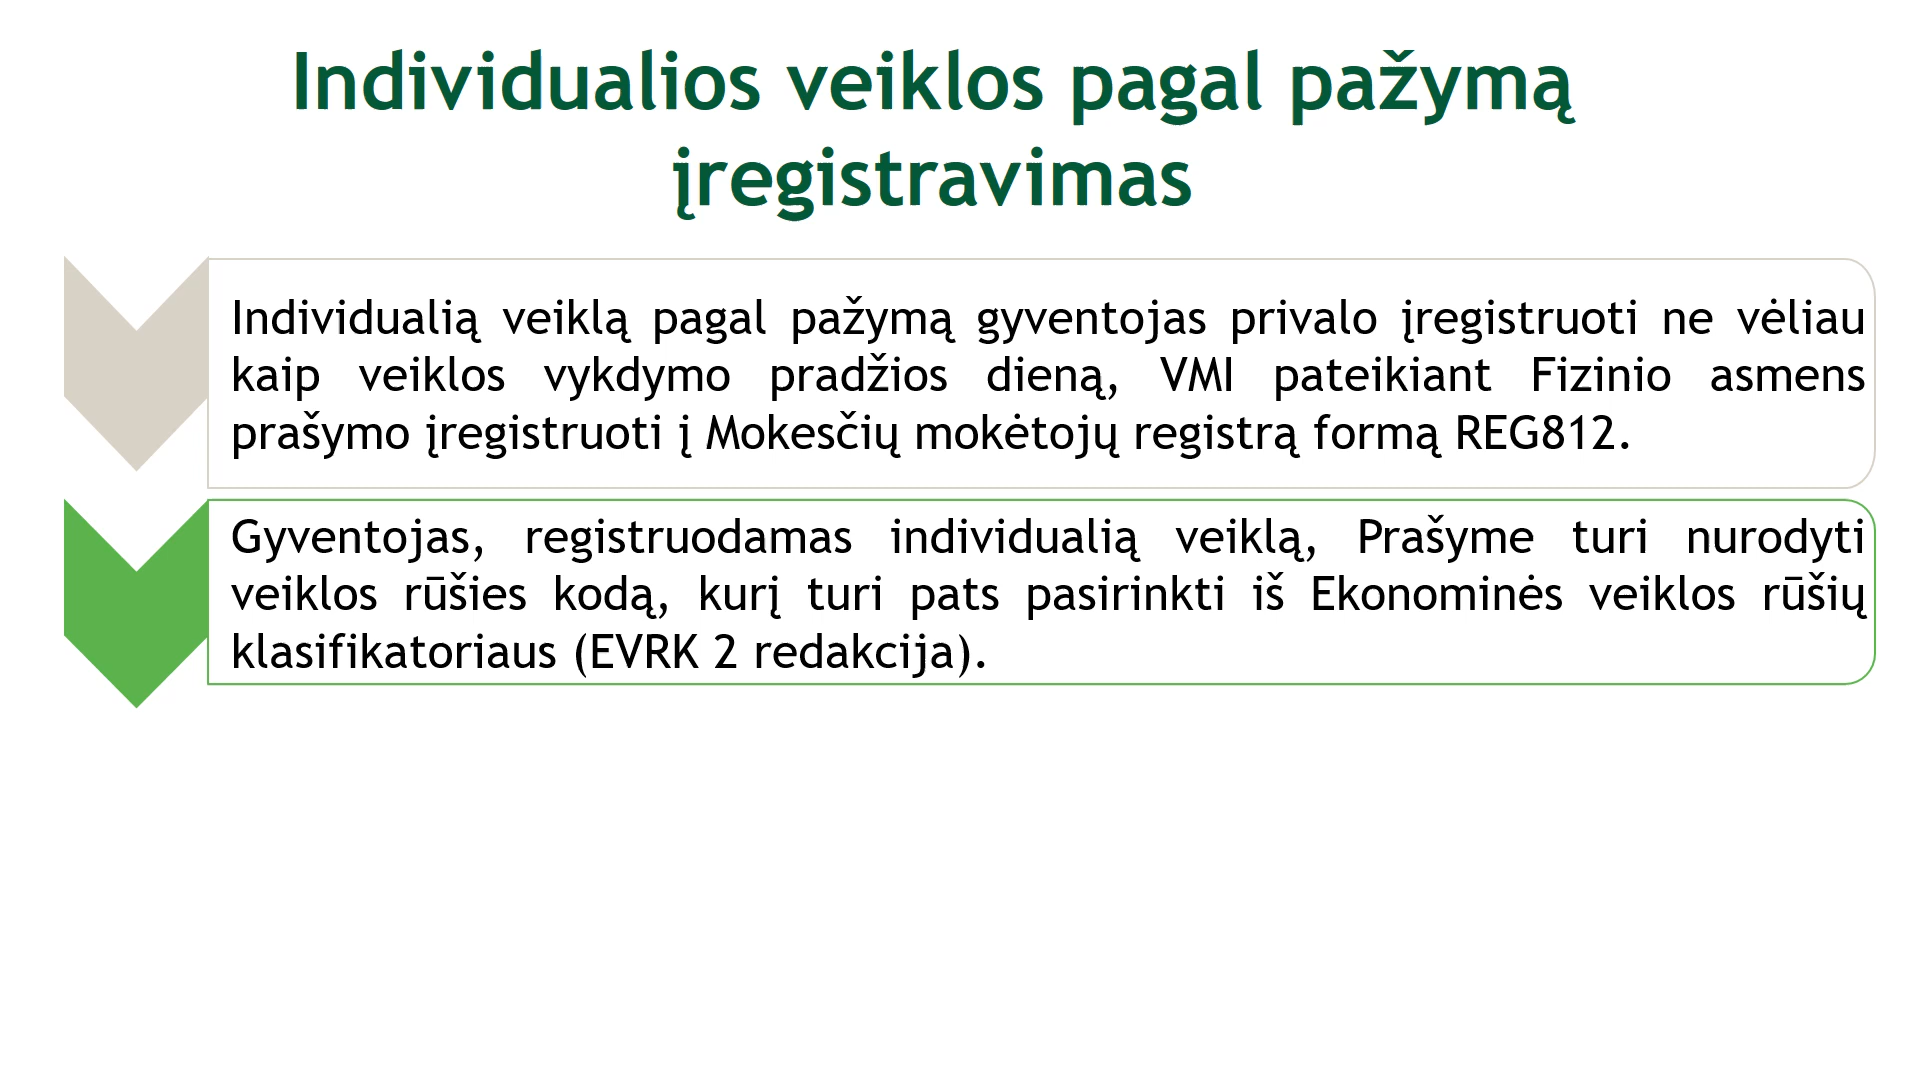 Individualios veiklos pagal pažymą
įregistravimas
Individualią veiklą pagal pažymą gyventojas privalo įregistruoti ne vėliau
kaip veiklos vykdymo pradžios dieną, VMI pateikiant Fizinio asmens
prašymo įregistruoti į Mokesčių mokėtojų registrą formą REG812.
Gyventojas, registruodamas individualią veiklą, Prašyme turi nurodyti
veiklos rūšies kodą, kurį turi pats pasirinkti iš Ekonominės veiklos rūšių
klasifikatoriaus (EVRK 2 redakcija).